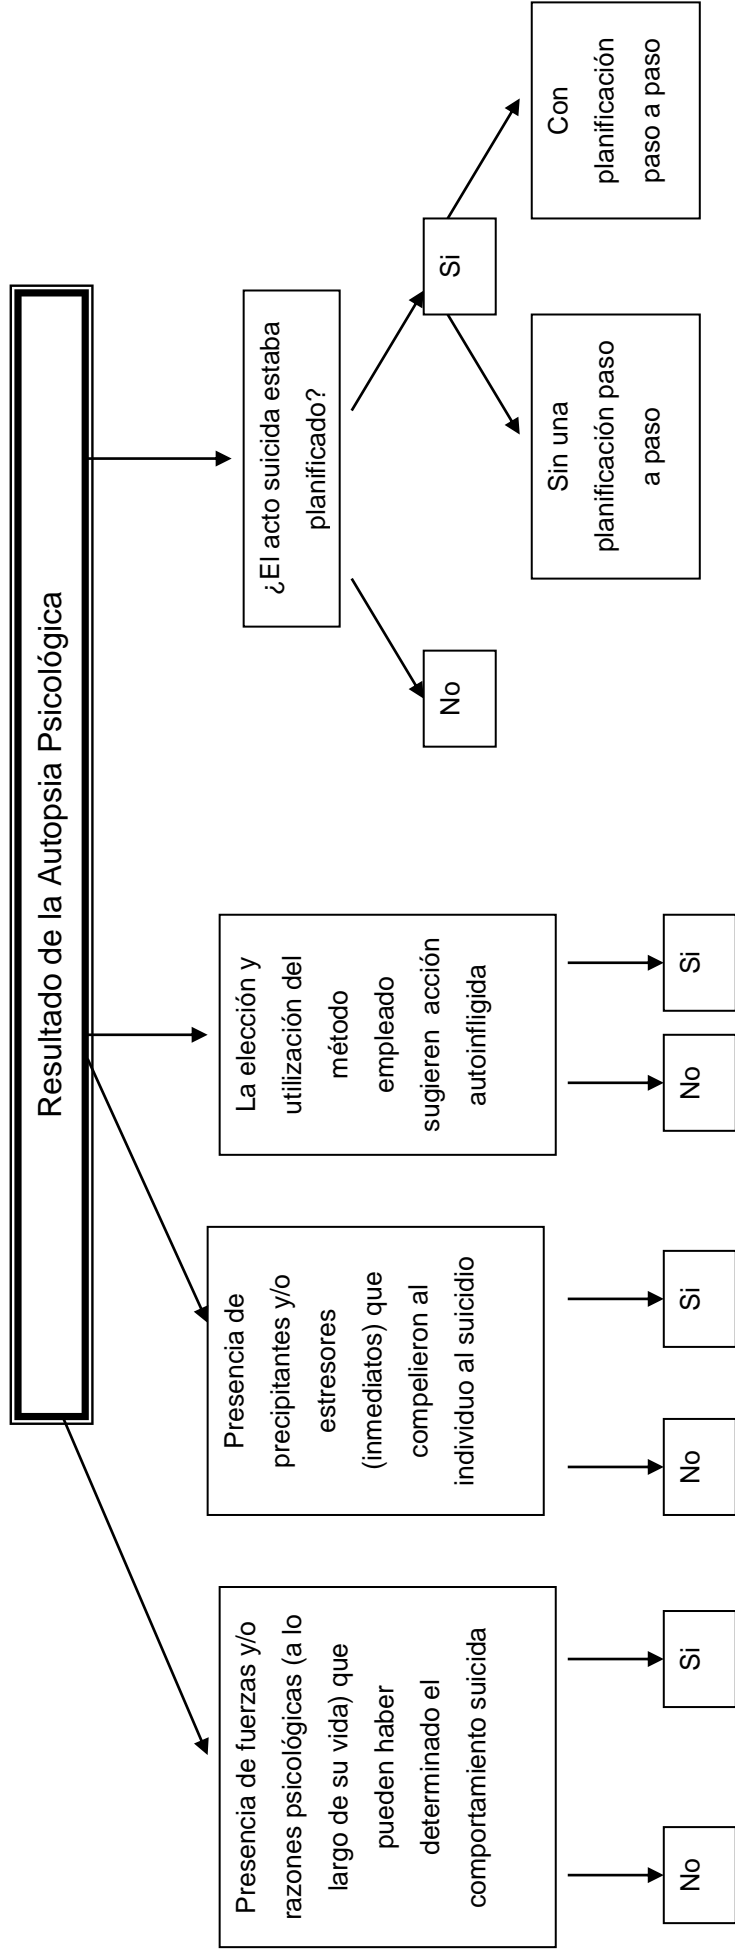 Resultado de la Autopsia Psicológica
Presencia de fuerzas y/o
razones psicológicas (a lo
largo de su vida) que
pueden haber
determinado el
comportamiento suicida
No
Si
Presencia de
precipitantes y/o
estresores
(inmediatos) que
compelieron al
individuo al suicidio
No
Si
La elección y
utilización del
método
empleado
sugieren acción
autoinfligida
No
Si
¿El acto suicida estaba
planificado?
No
Si
Sin una
planificación paso
a paso
Con
planificación
paso a paso